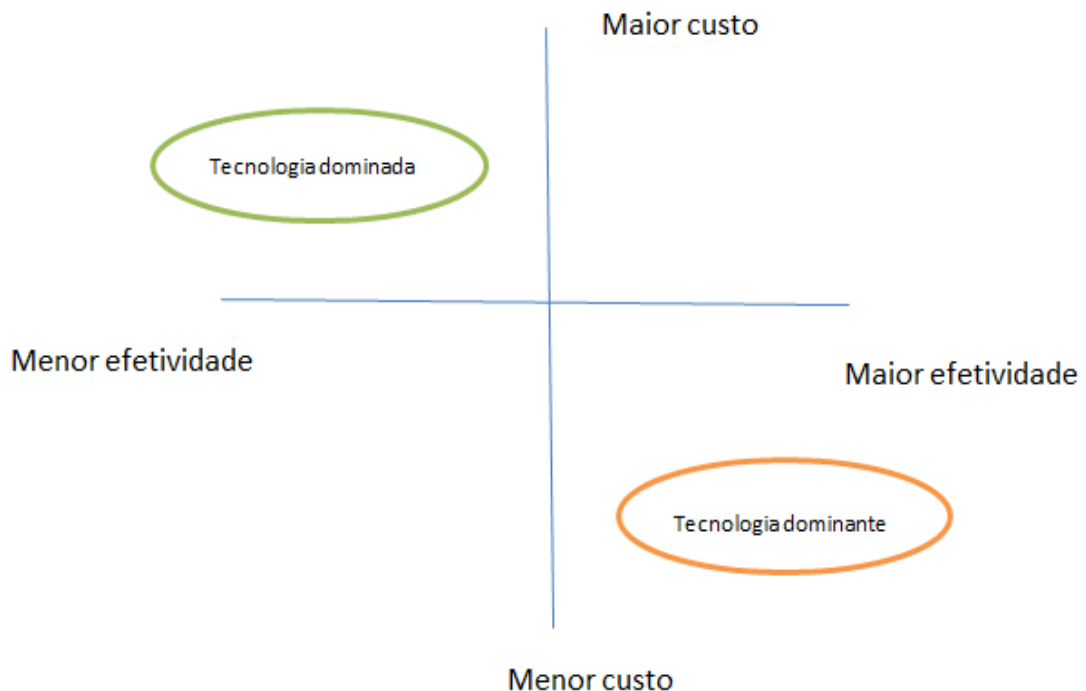 Maior custo
Tecnologia dominada
Menor efetividade
Maior efetividade
Tecnologia dominante
Menor custo